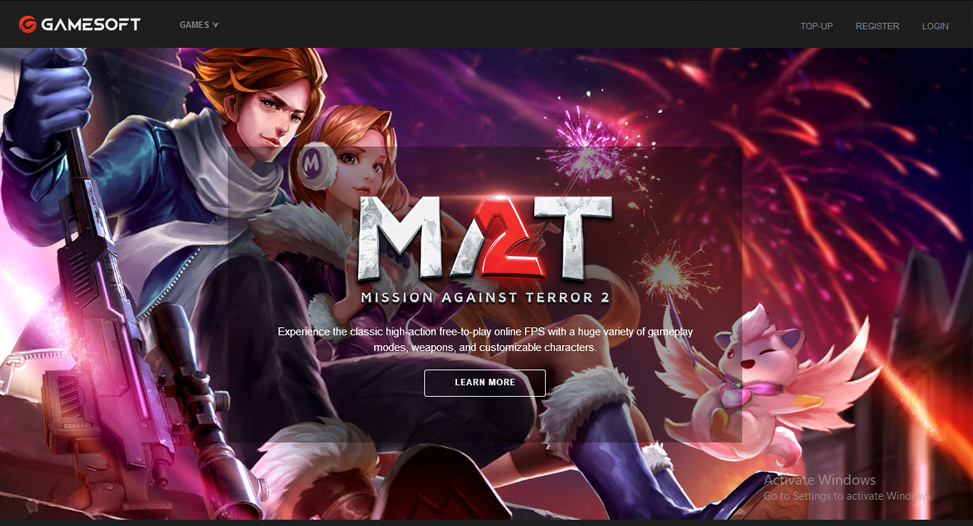 GAMESOFT
GAMES
TOP-UP
REGISTER
LOGIN
M
MA2T
MISSION AGAINST TERROR 2
Experience the classic high-action free-to-play online FPS with a huge variety of gameplay
modes, weapons, and customizable characters.
LEARN MORE
Activate Windows
Go to Settings to activate Windows.